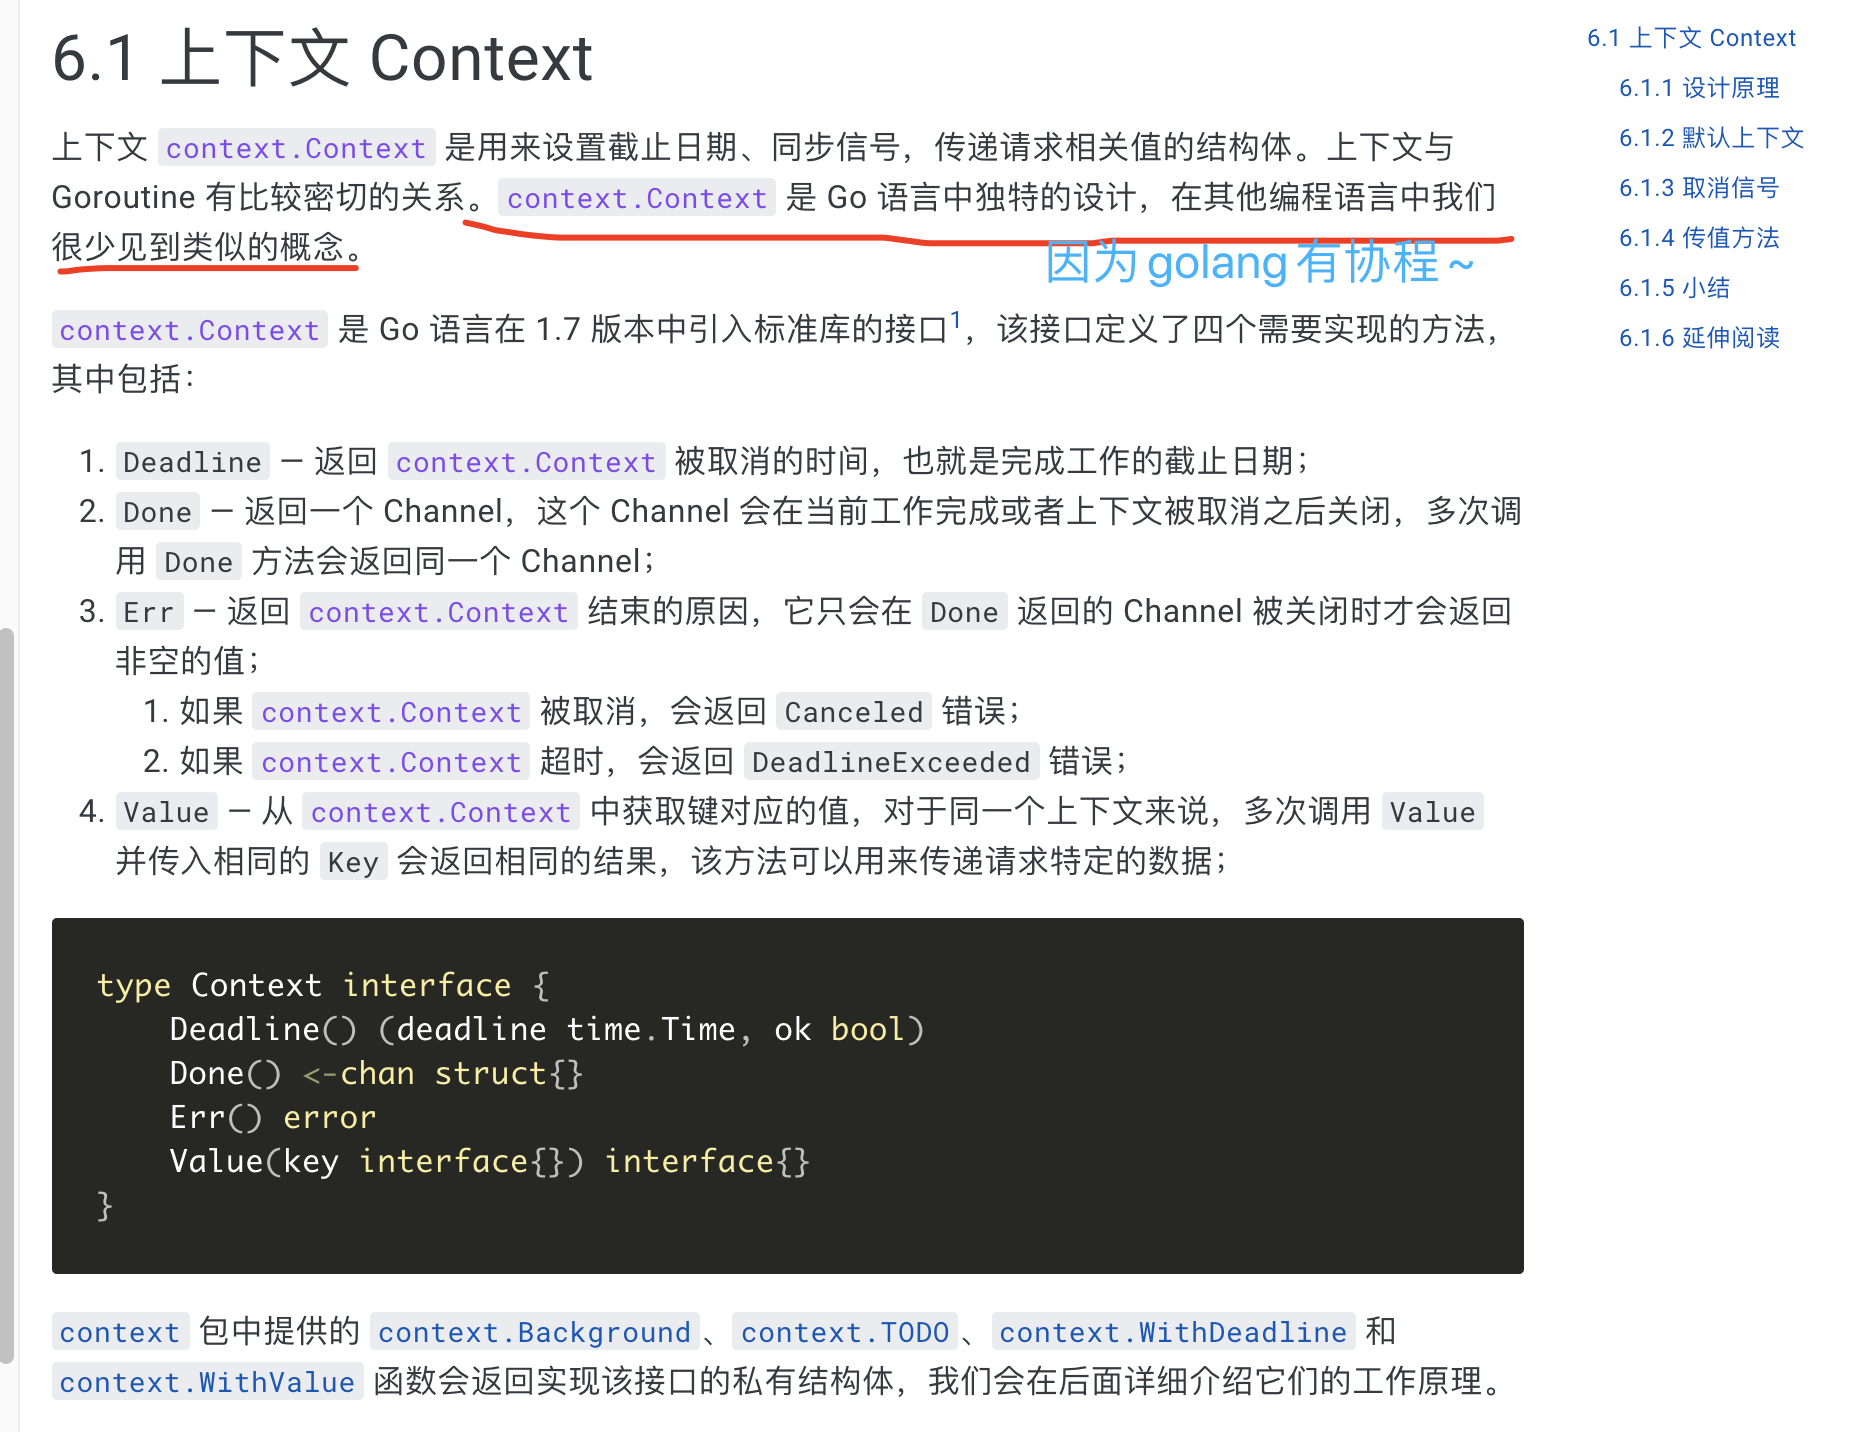 6.1 上下文 Context
上下文 context.Context 是用来设置截止日期、同步信号，传递请求相关值的结构体。上下文与
Goroutine 有比较密切的关系。context.Context 是 Go 语言中独特的设计，在其他编程语言中我们
很少见到类似的概念。
因为golang有协程~
context.Context 是 Go 语言在 1.7 版本中引入标准库的接口1，该接口定义了四个需要实现的方法，
其中包括：
1. Deadline — 返回 context.Context 被取消的时间，也就是完成工作的截止日期；
2. Done — 返回一个 Channel，这个 Channel 会在当前工作完成或者上下文被取消之后关闭，多次调
用 Done 方法会返回同一个 Channel；
3. Err — 返回 context.Context 结束的原因，它只会在 Done 返回的 Channel 被关闭时才会返回
非空的值；
1. 如果 context.Context 被取消，会返回 Canceled 错误；
2. 如果 context.Context 超时，会返回 DeadlineExceeded 错误；
4. Value — 从 context.Context 中获取键对应的值，对于同一个上下文来说，多次调用 Value
并传入相同的 Key 会返回相同的结果，该方法可以用来传递请求特定的数据；
type Context interface {
    Deadline() (deadline time.Time, ok bool)
    Done() <-chan struct{}
    Err() error
    Value(key interface{}) interface{}
}
context 包中提供的 context.Background、context.TODO、context.WithDeadline 和
context.WithValue 函数会返回实现该接口的私有结构体，我们会在后面详细介绍它们的工作原理。
6.1 上下文 Context
6.1.1 设计原理
6.1.2 默认上下文
6.1.3 取消信号
6.1.4 传值方法
6.1.5 小结
6.1.6 延伸阅读